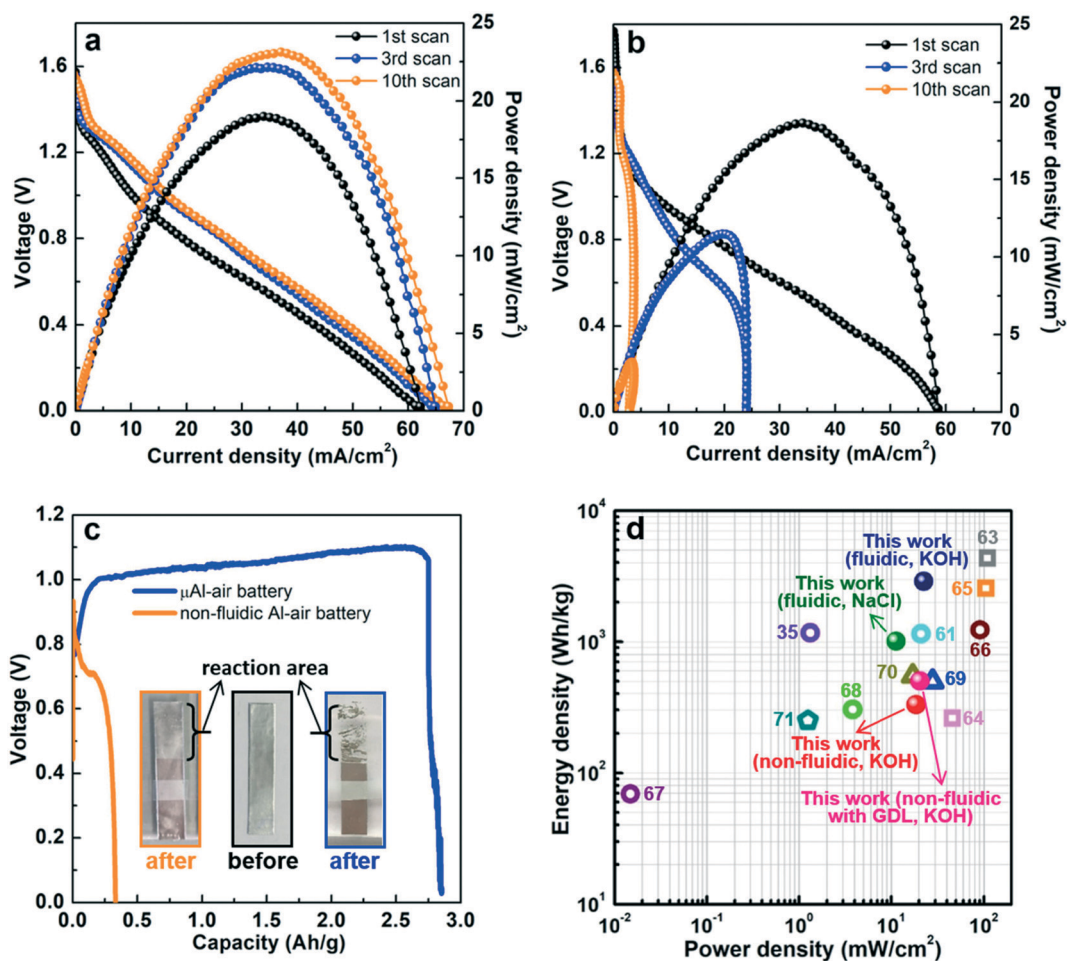 a
1st scan
3rd scan
10th scan
1.6
1.2
0.8
0.4
0.0
25
20
15
10
5
0
0 10 20 30 40 50 60 70
Voltage (V)
Power density (mW/cm²)
Current density (mA/cm²)
b
1st scan
3rd scan
10th scan
1.6
1.2
0.8
0.4
0.0
25
20
15
10
5
0
0 10 20 30 40 50 60 70
Voltage (V)
Power density (mW/cm²)
Current density (mA/cm²)
c
1.2
1.0
0.8
0.6
0.4
0.2
0.0
μAl-air battery
non-fluidic Al-air battery
reaction area
after before after
0.0 0.5 1.0 1.5 2.0 2.5 3.0
Voltage (V)
Capacity (Ah/g)
d
10⁴
10³
10²
10¹
This work
(fluidic, KOH)
63
This work
(fluidic, NaCl)
65
35
61
66
70
69
68
71
64
This work
(non-fluidic, KOH)
67
This work (non-fluidic
with GDL, KOH)
10⁻² 10⁻¹ 10⁰ 10¹ 10²
Energy density (Wh/kg)
Power density (mW/cm²)